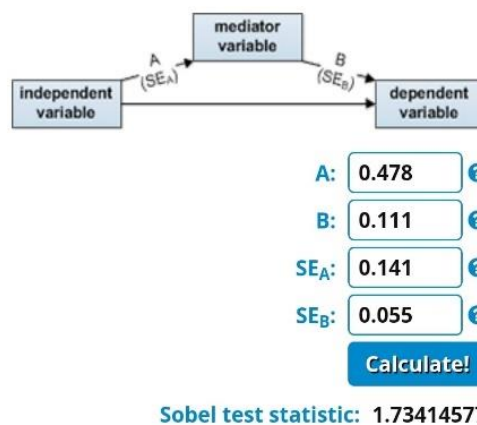 mediator
variable
A
(SEA)
B
(SEB)
independent
variable
dependent
variable
A: 0.478
B: 0.111
SEA: 0.141
SEB: 0.055
Calculate!
Sobel test statistic: 1.7341457